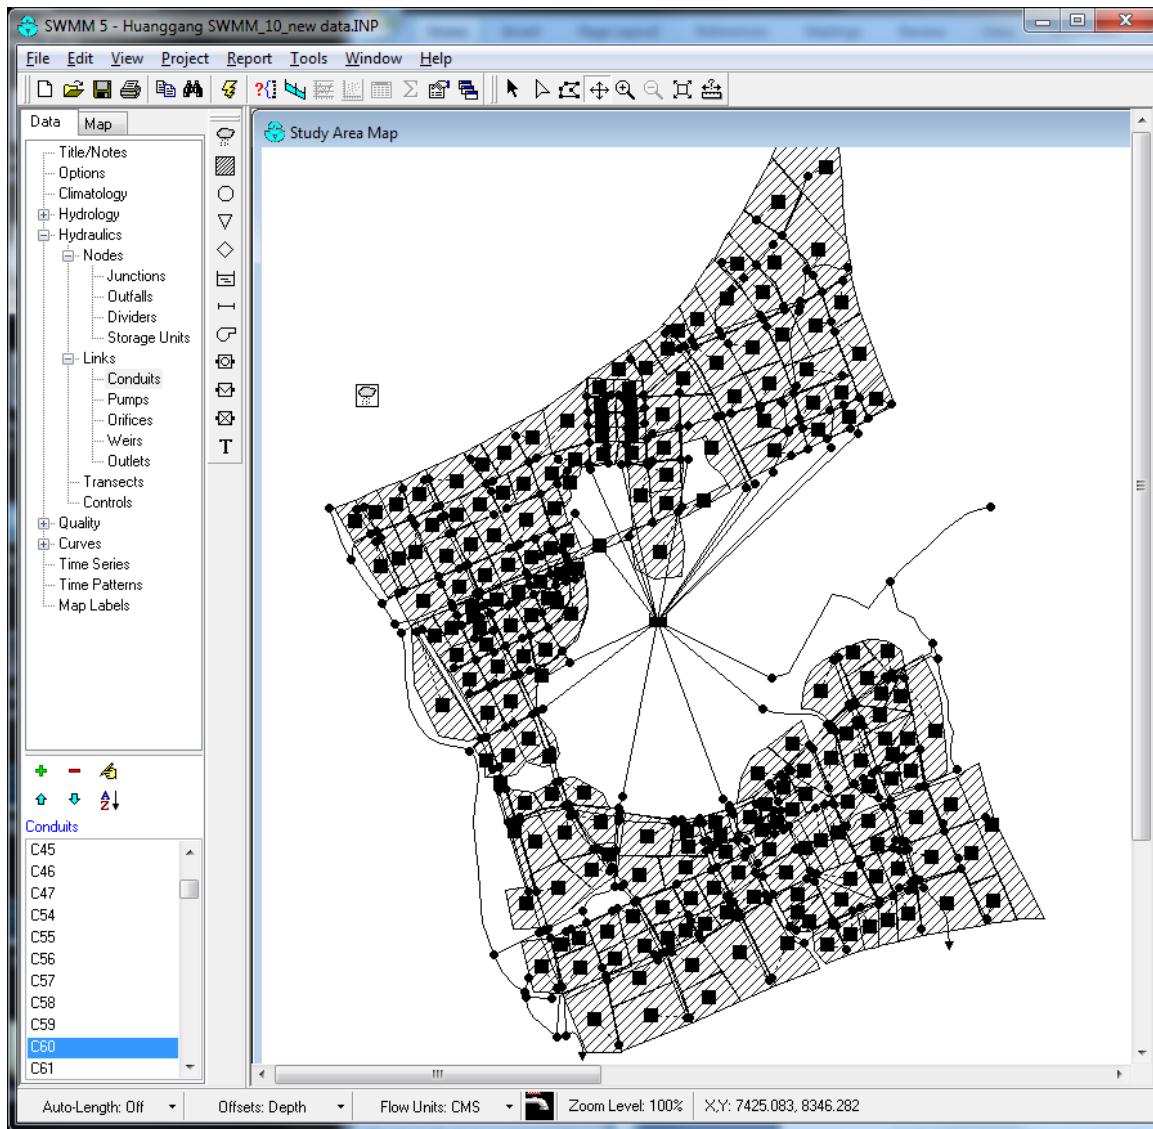 SWMM 5 - Huanggang SWMM_10_new data.INP
File Edit View Project Report Tools Window Help
Data Map
Title/Notes
Options
Climatology
Hydrology
Hydraulics
Nodes
Junctions
Outfalls
Dividers
Storage Units
Links
Conduits
Pumps
Orifices
Weirs
Outlets
Transects
Controls
Quality
Curves
Time Series
Time Patterns
Map Labels
Conduits
C45
C46
C47
C54
C55
C56
C57
C58
C59
C60
C61
T
Study Area Map
Auto-Length: Off Offsets: Depth Flow Units: CMS Zoom Level: 100% X,Y: 7425.083, 8346.282